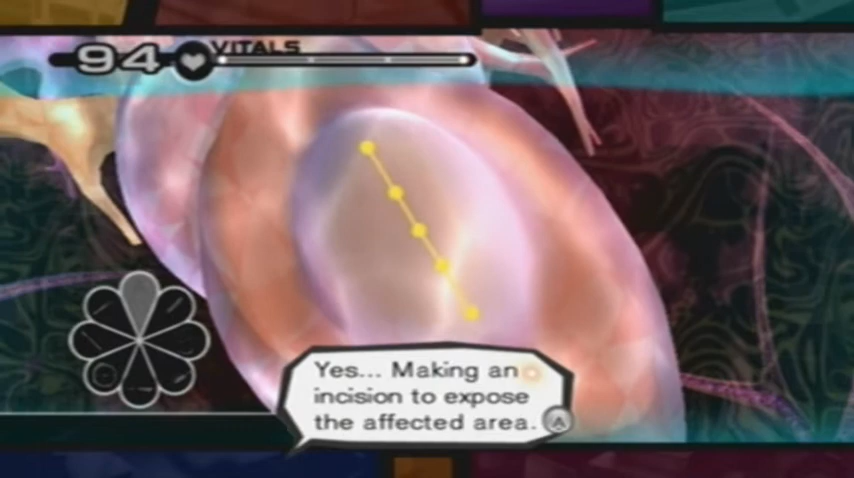 94 VITALS
Yes... Making an
incision to expose
the affected area.
A